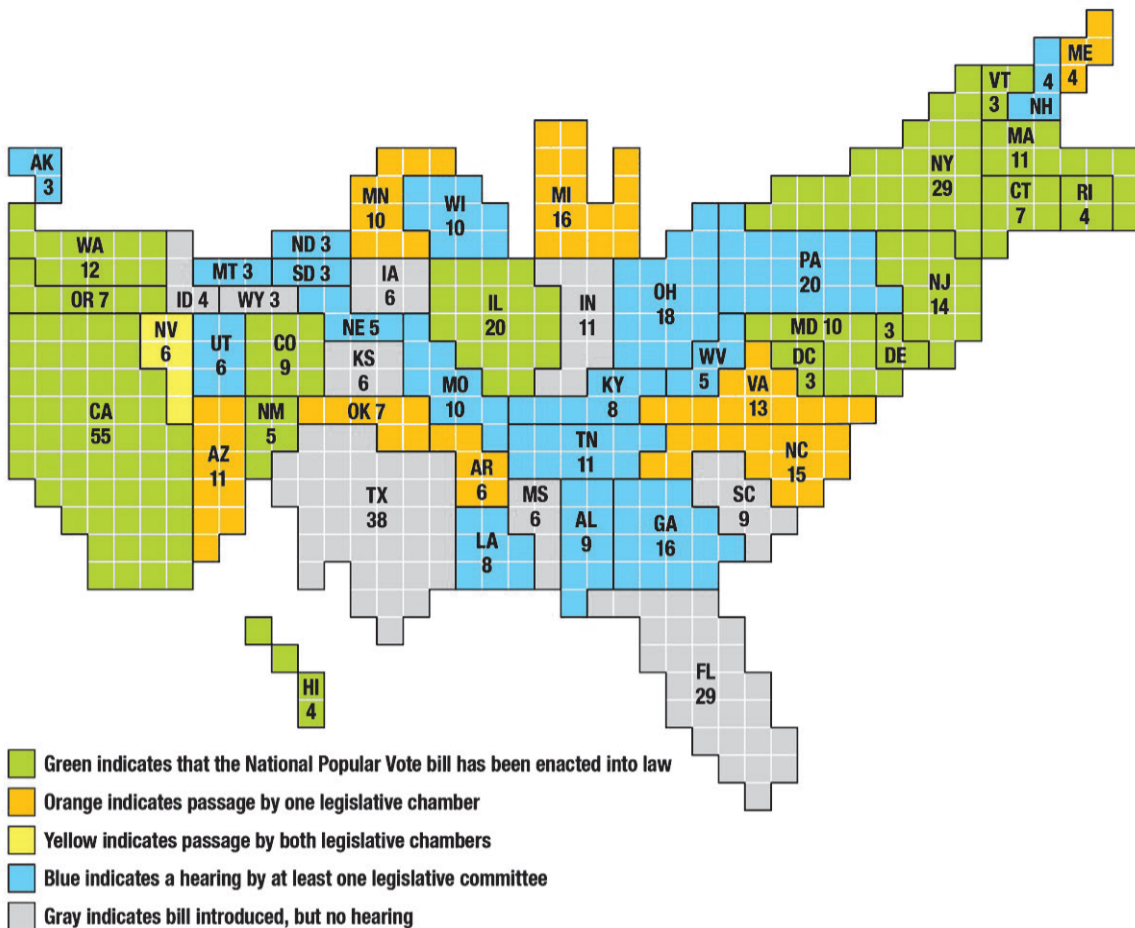 ME
4
VT
3
4
NH
MA
11
NY
29
CT
7
RI
4
AK
3
MN
10
WI
10
MI
16
WA
12
ND 3
MT 3
SD 3
IA
6
PA
20
OR 7
ID 4
WY 3
IL
20
IN
11
OH
18
NJ
14
NV
6
UT
6
CO
9
NE 5
KS
6
MD 10
3
DE
DC
3
WV
5
VA
13
MO
10
KY
8
CA
55
NM
5
OK 7
TN
11
NC
15
AZ
11
AR
6
TX
38
MS
6
AL
9
GA
16
SC
9
LA
8
HI
4
FL
29
Green indicates that the National Popular Vote bill has been enacted into law
Orange indicates passage by one legislative chamber
Yellow indicates passage by both legislative chambers
Blue indicates a hearing by at least one legislative committee
Gray indicates bill introduced, but no hearing